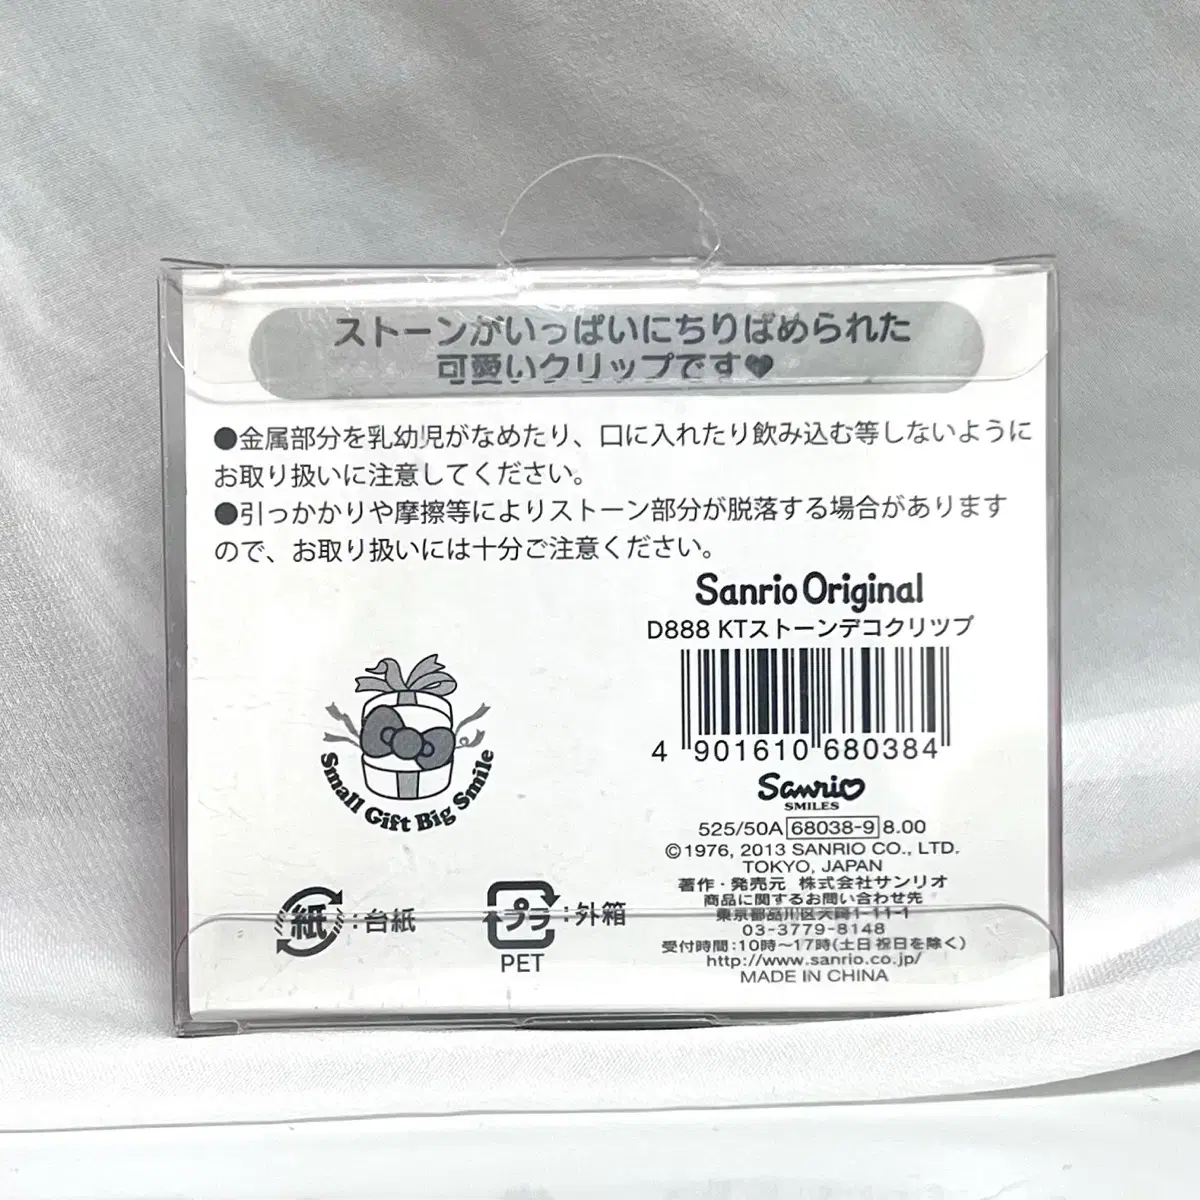 ストーンがいっぱいにちりばめられた
可愛いクリップです♥
●金属部分を乳幼児がなめたり、口に入れたり飲み込む等しないように
お取り扱いに注意してください。
●引っかかりや摩擦等によりストーン部分が脱落する場合があります
ので、お取り扱いには十分ご注意ください。
Sanrio Original
D888 KTストーンデコクリツプ
4 901610 680384
Small Gift Big Smile
Sanrio
SMILES
525/50A 68038-9 8.00
©1976, 2013 SANRIO CO., LTD.
TOKYO, JAPAN
著作・発売元 株式会社サンリオ
商品に関するお問い合わせ先
東京都品川区大崎1-11-1
03-3779-8148
受付時間:10時～17時(土日祝日を除く)
http://www.sanrio.co.jp/
MADE IN CHINA
紙:台紙
プラ:外箱
PET